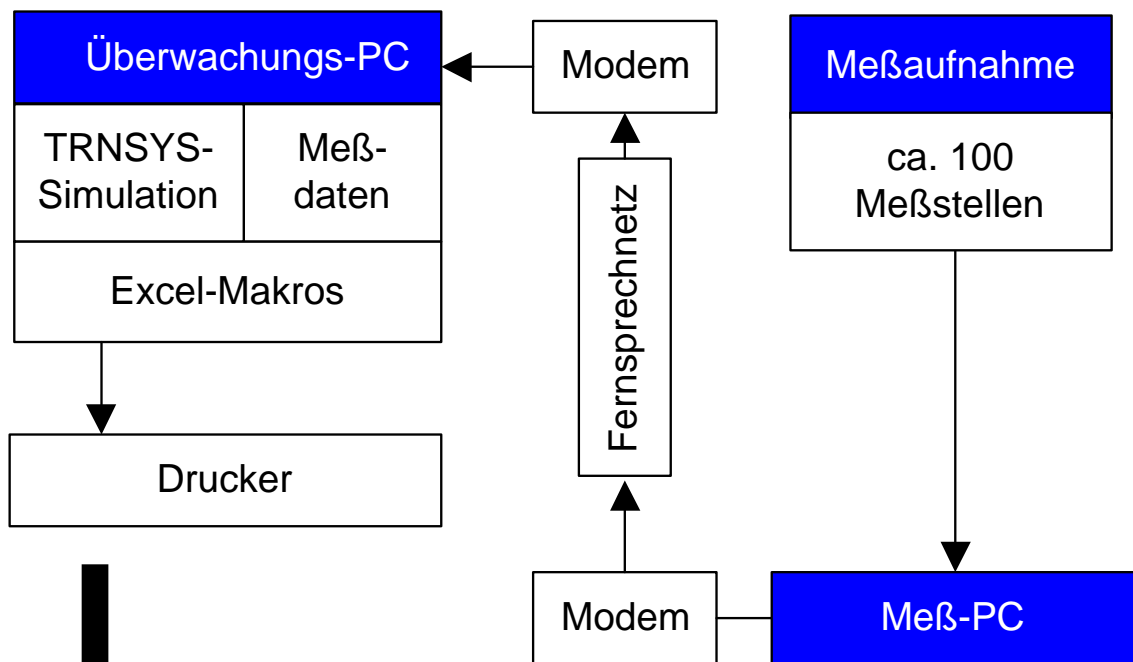 Überwachungs-PC
TRNSYS-
Simulation
Meß-
daten
Excel-Makros
Drucker
Modem
Fernsprechnetz
Modem
Meßaufnahme
ca. 100
Meßstellen
Meß-PC